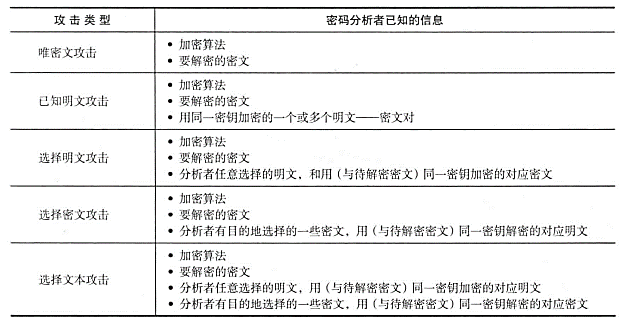 攻击类型 密码分析者已知的信息
唯密文攻击
• 加密算法
• 要解密的密文
已知明文攻击
• 加密算法
• 要解密的密文
• 用同一密钥加密的一个或多个明文——密文对
选择明文攻击
• 加密算法
• 要解密的密文
• 分析者任意选择的明文，和用（与待解密密文）同一密钥加密的对应密文
选择密文攻击
• 加密算法
• 要解密的密文
• 分析者有目的地选择的一些密文，用（与待解密密文）同一密钥解密的对应明文
选择文本攻击
• 加密算法
• 要解密的密文
• 分析者任意选择的明文，用（与待解密密文）同一密钥加密的对应明文
• 分析者有目的地选择的一些密文，用（与待解密密文）同一密钥解密的对应密文